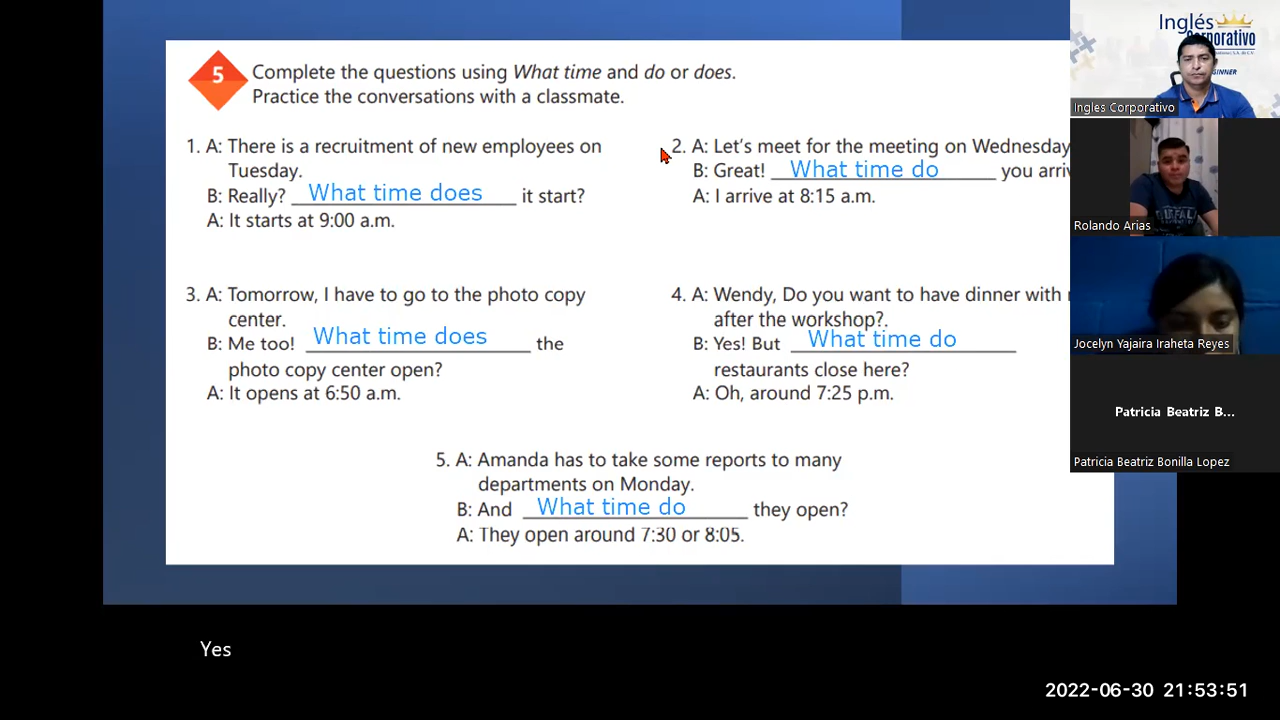 5 Complete the questions using What time and do or does.
Practice the conversations with a classmate.
1. A: There is a recruitment of new employees on
Tuesday.
B: Really? What time does it start?
A: It starts at 9:00 a.m.
2. A: Let's meet for the meeting on Wednesday
B: Great! What time do you arriv
A: I arrive at 8:15 a.m.
3. A: Tomorrow, I have to go to the photo copy
center.
B: Me too! What time does the
photo copy center open?
A: It opens at 6:50 a.m.
4. A: Wendy, Do you want to have dinner with
after the workshop?.
B: Yes! But What time do
restaurants close here?
A: Oh, around 7:25 p.m.
5. A: Amanda has to take some reports to many
departments on Monday.
B: And What time do they open?
A: They open around 7:30 or 8:05.
Inglés
Corporativo
Ingles Corporativo
Rolando Arias
Jocelyn Yajaira Iraheta Reyes
Patricia Beatriz B...
Patricia Beatriz Bonilla Lopez
Yes
2022-06-30 21:53:51